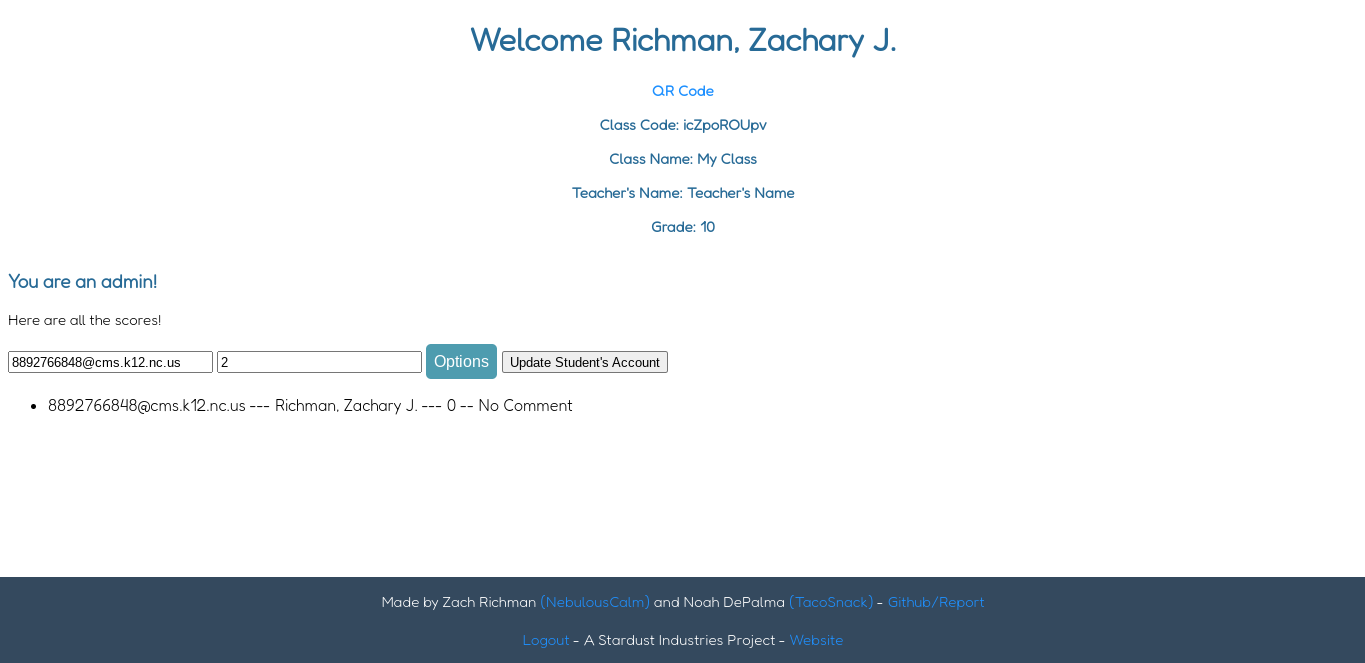 Welcome Richman, Zachary J.
QR Code
Class Code: icZpoROUpv
Class Name: My Class
Teacher's Name: Teacher's Name
Grade: 10
You are an admin!
Here are all the scores!
8892766848@cms.k12.nc.us 2 Options Update Student's Account
• 8892766848@cms.k12.nc.us --- Richman, Zachary J. --- 0 -- No Comment
Made by Zach Richman (NebulousCalm) and Noah DePalma (TacoSnack) - Github/Report
Logout - A Stardust Industries Project - Website